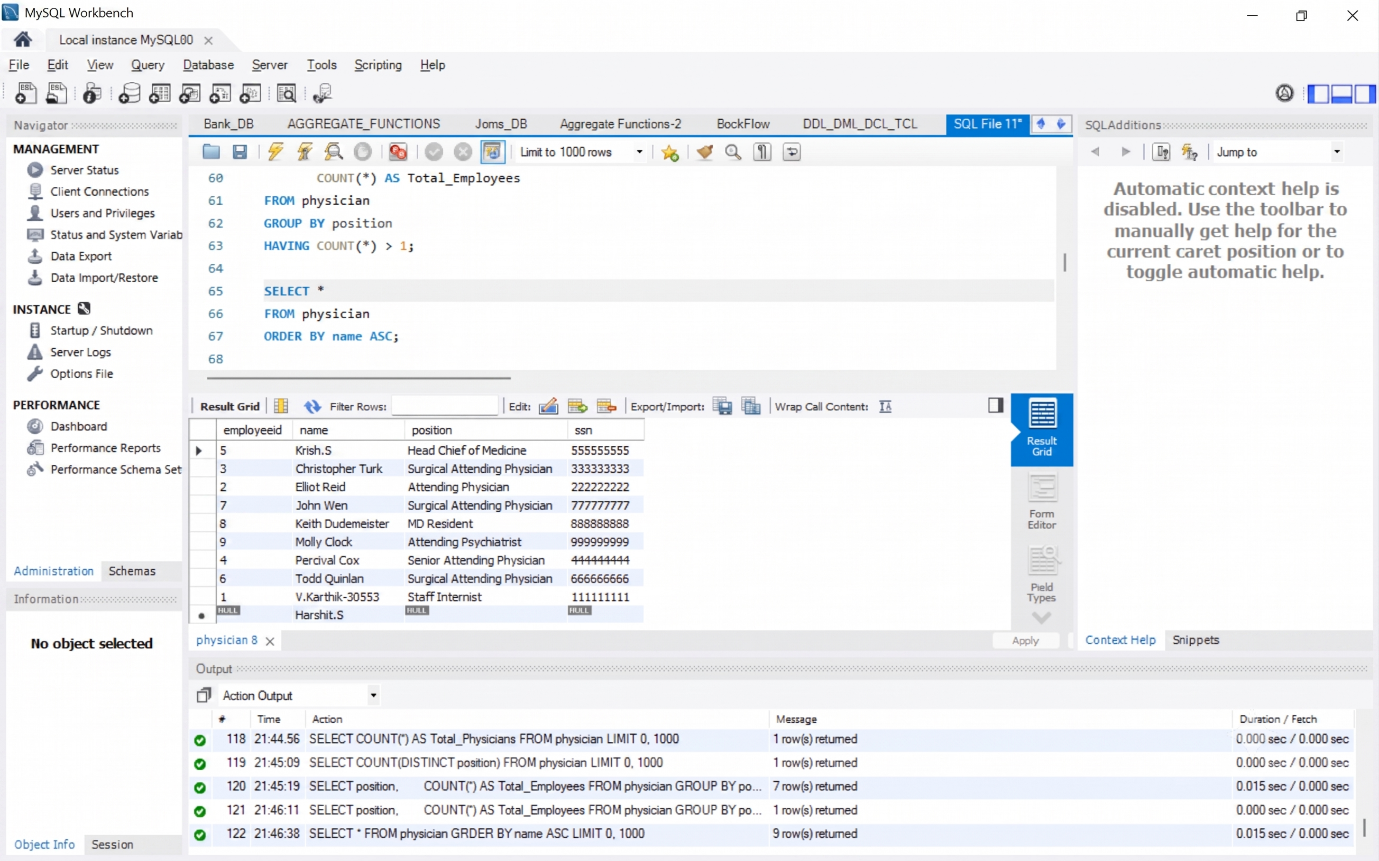 MySQL Workbench
Local instance MySQL00
File Edit View Query Database Server Tools Scripting Help
Navigator
MANAGEMENT
Server Status
Client Connections
Users and Privileges
Status and System Variab
Data Export
Data Import/Restore
INSTANCE
Startup / Shutdown
Server Logs
Options File
PERFORMANCE
Dashboard
Performance Reports
Performance Schema Set
Administration Schemas
Information
No object selected
Object Info Session
Bank_DB AGGREGATE_FUNCTIONS Joms_DB Aggregate Functions-2 BockFlow DDL_DML_DCL_TCL SQL File 11*
Limit to 1000 rows
60 COUNT(*) AS Total_Employees
61 FROM physician
62 GROUP BY position
63 HAVING COUNT(*) > 1;
64
65 SELECT *
66 FROM physician
67 ORDER BY name ASC;
68
Result Grid Filter Rows: Edit: Export/Import: Wrap Call Content:
employeeid name position ssn
5 Krish.S Head Chief of Medicine 555555555
3 Christopher Turk Surgical Attending Physician 333333333
2 Elliot Reid Attending Physician 222222222
7 John Wen Surgical Attending Physician 777777777
8 Keith Dudemeister MD Resident 888888888
9 Molly Clock Attending Psychiatrist 999999999
4 Percival Cox Senior Attending Physician 444444444
6 Todd Quinlan Surgical Attending Physician 666666666
1 V.Karthik-30553 Staff Internist 111111111
NULL Harshit.S NULL NULL
Result
Grid
Form
Editor
Field
Types
physician 8
Apply
SQLAdditions
Jump to
Automatic context help is
disabled. Use the toolbar to
manually get help for the
current caret position or to
toggle automatic help.
Context Help Snippets
Output
Action Output
# Time Action Message Duration / Fetch
118 21:44.56 SELECT COUNT(*) AS Total_Physicians FROM physician LIMIT 0, 1000 1 row(s) returned 0.000 sec / 0.000 sec
119 21:45:09 SELECT COUNT(DISTINCT position) FROM physician LIMIT 0, 1000 1 row(s) returned 0.000 sec / 0.000 sec
120 21:45:19 SELECT position, COUNT(*) AS Total_Employees FROM physician GROUP BY po... 7 row(s) returned 0.015 sec / 0.000 sec
121 21:46:11 SELECT position, COUNT(*) AS Total_Employees FROM physician GROUP BY po... 1 row(s) returned 0.000 sec / 0.000 sec
122 21:46:38 SELECT * FROM physician GRDER BY name ASC LIMIT 0, 1000 9 row(s) returned 0.015 sec / 0.000 sec